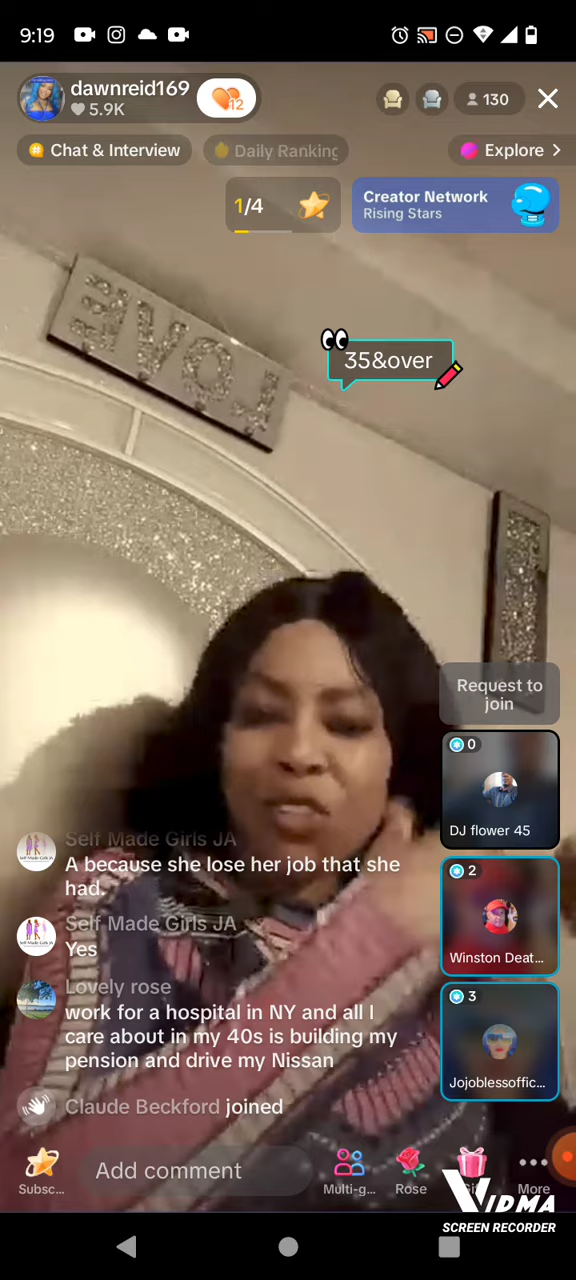 9:19
dawnreid169
5.9K
12
130
Chat & Interview
Daily Ranking
Explore >
1/4
Creator Network
Rising Stars
LOVE
35&over
Request to
join
0
DJ flower 45
2
Winston Deat...
3
Jojoblessoffic...
Self Made Girls JA
A because she lose her job that she
had.
Self Made Girls JA
Yes
Lovely rose
work for a hospital in NY and all I
care about in my 40s is building my
pension and drive my Nissan
Claude Beckford joined
Subsc...
Add comment
Multi-g...
Rose
More
VIDMA
SCREEN RECORDER